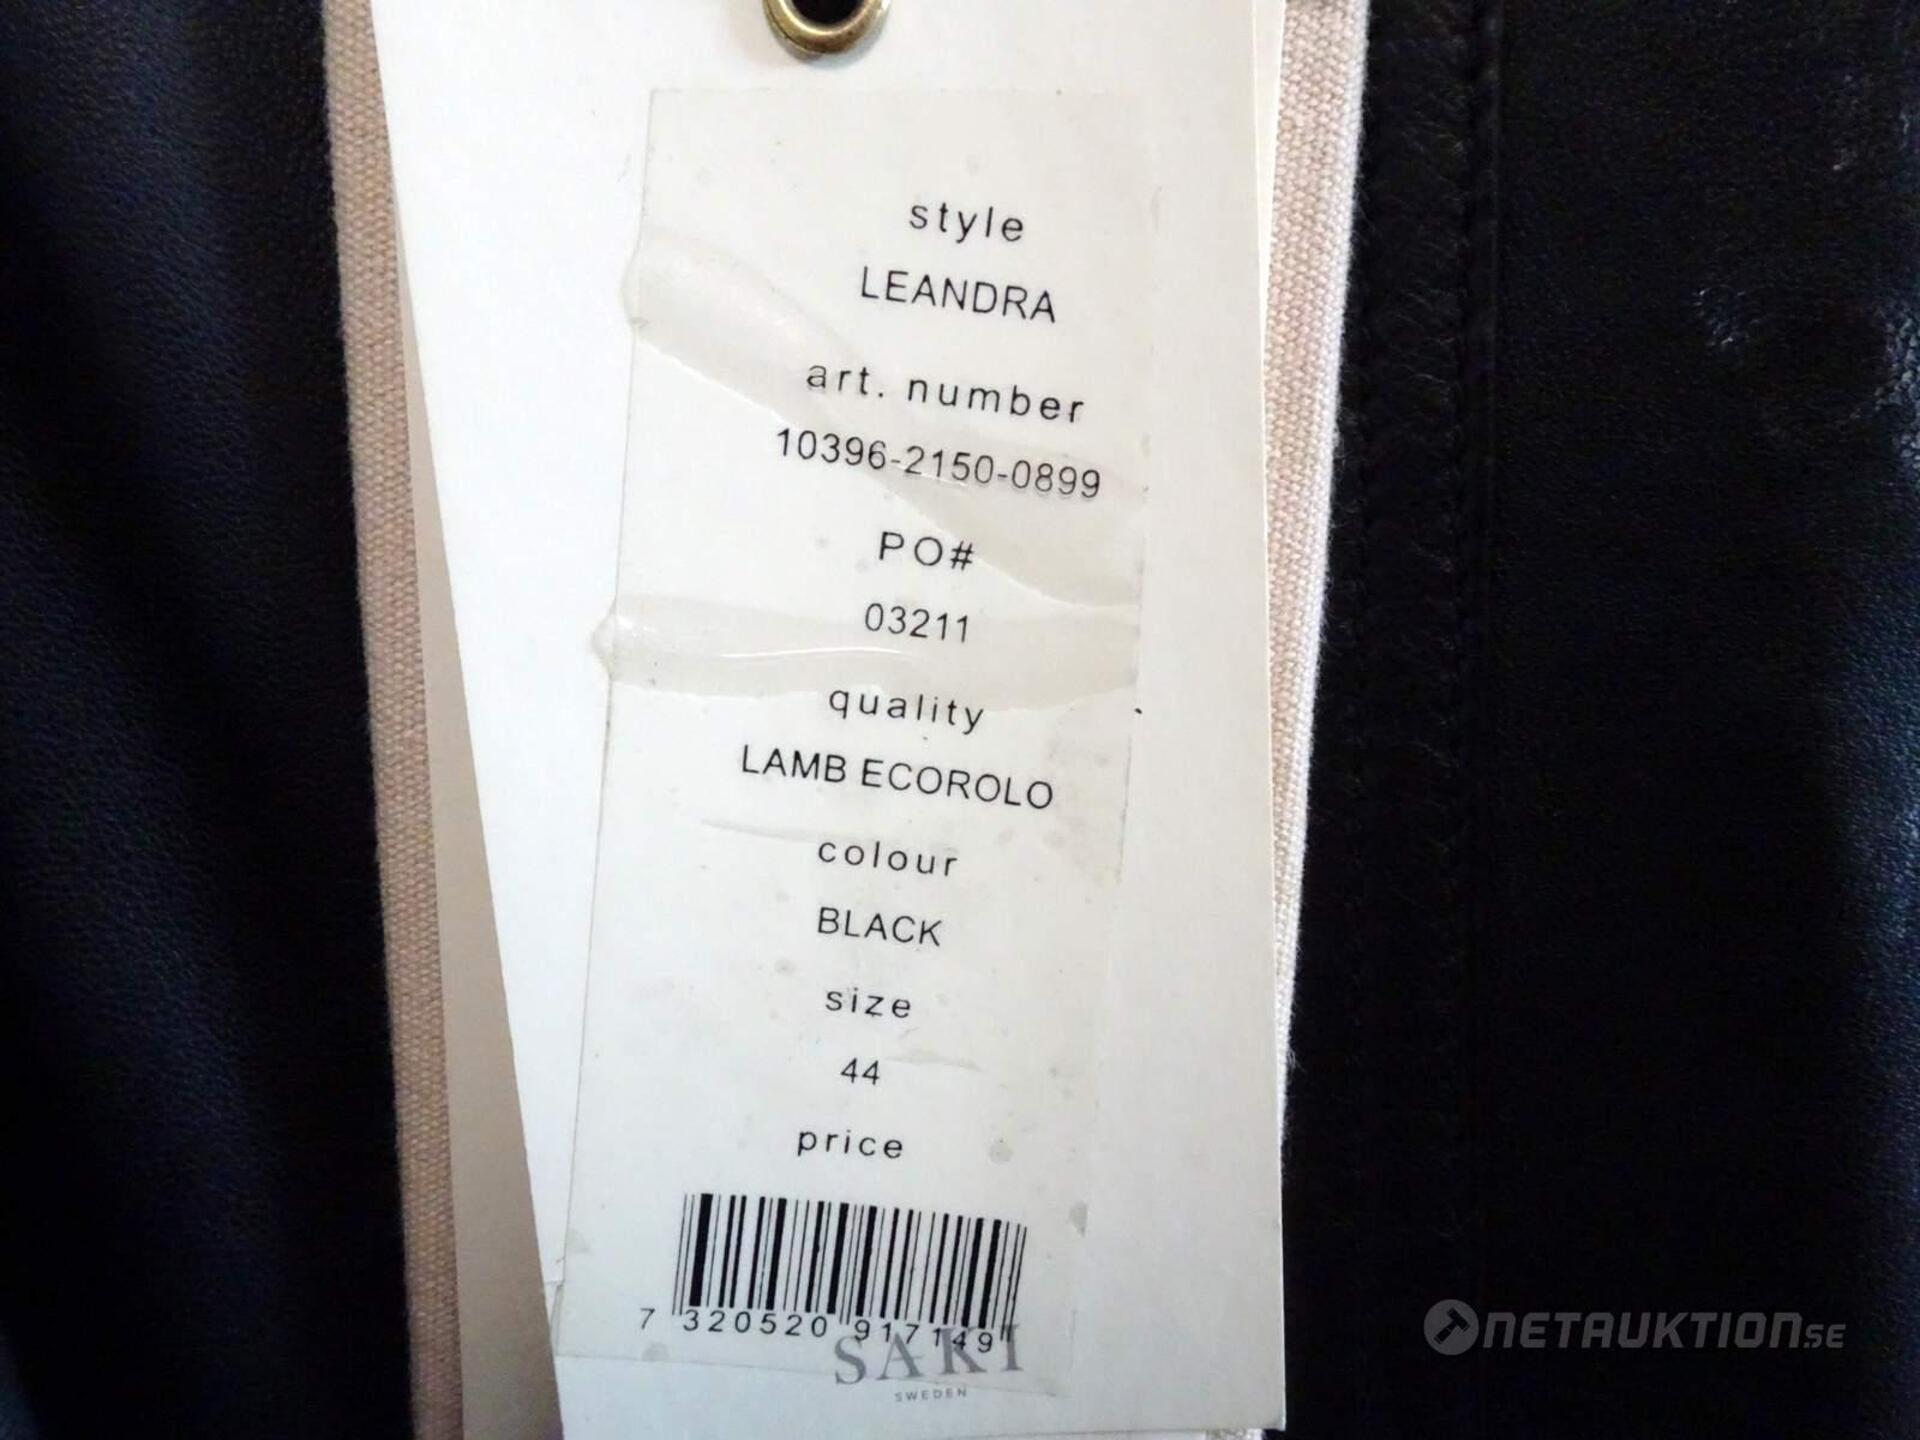 style
LEANDRA
art. number
10396-2150-0899
PO#
03211
quality
LAMB ECOROLO
colour
BLACK
size
44
price
7 320520 917149
SAKI
SWEDEN
NETAUKTION.SE